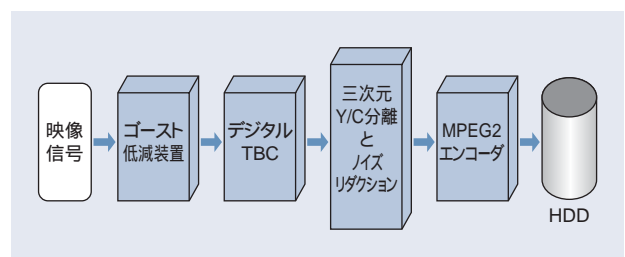 映像
信号
ゴースト
低減装置
デジタル
TBC
三次元
Y/C分離
と
ノイズ
リダクション
MPEG2
エンコーダ
HDD